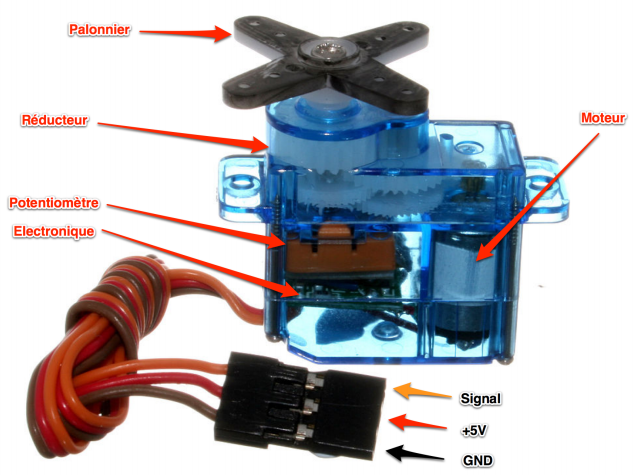 Palonnier
Réducteur
Moteur
Potentiomètre
Electronique
Signal
+5V
GND